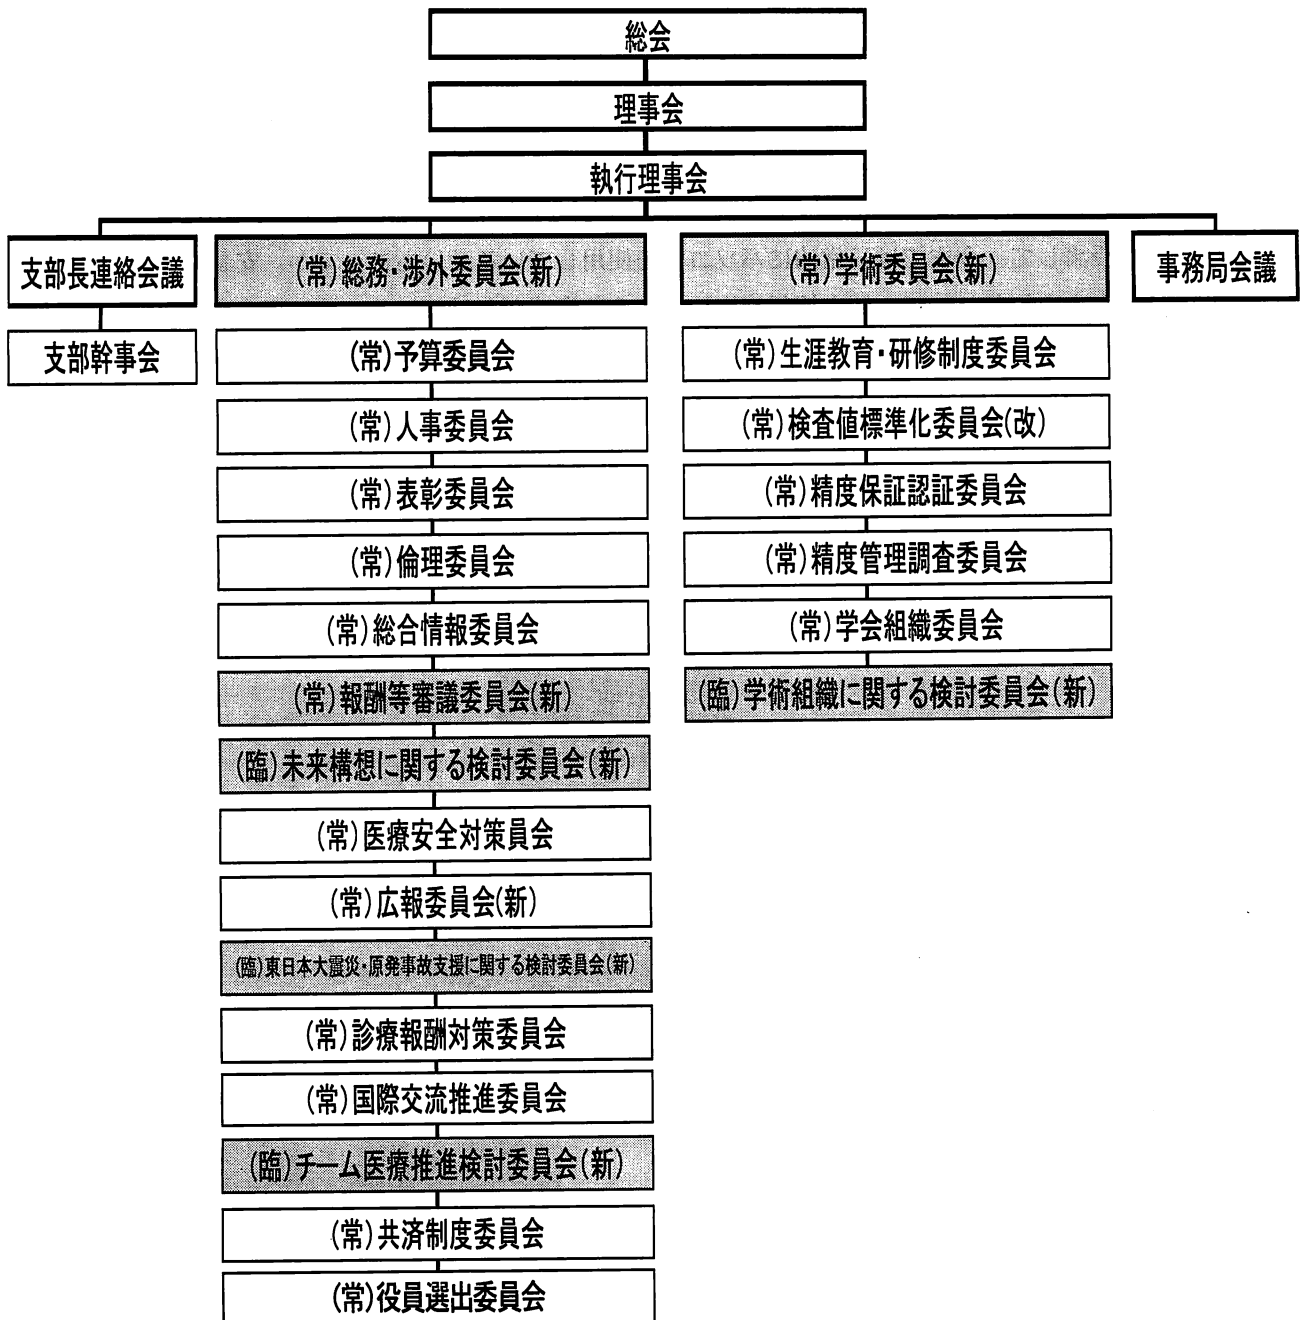 総会
理事会
執行理事会
支部長連絡会議
支部幹事会
(常)総務・渉外委員会(新)
(常)予算委員会
(常)人事委員会
(常)表彰委員会
(常)倫理委員会
(常)総合情報委員会
(常)報酬等審議委員会(新)
(臨)未来構想に関する検討委員会(新)
(常)医療安全対策員会
(常)広報委員会(新)
(臨)東日本大震災・原発事故支援に関する検討委員会(新)
(常)診療報酬対策委員会
(常)国際交流推進委員会
(臨)チーム医療推進検討委員会(新)
(常)共済制度委員会
(常)役員選出委員会
(常)学術委員会(新)
(常)生涯教育・研修制度委員会
(常)検査値標準化委員会(改)
(常)精度保証認証委員会
(常)精度管理調査委員会
(常)学会組織委員会
(臨)学術組織に関する検討委員会(新)
事務局会議